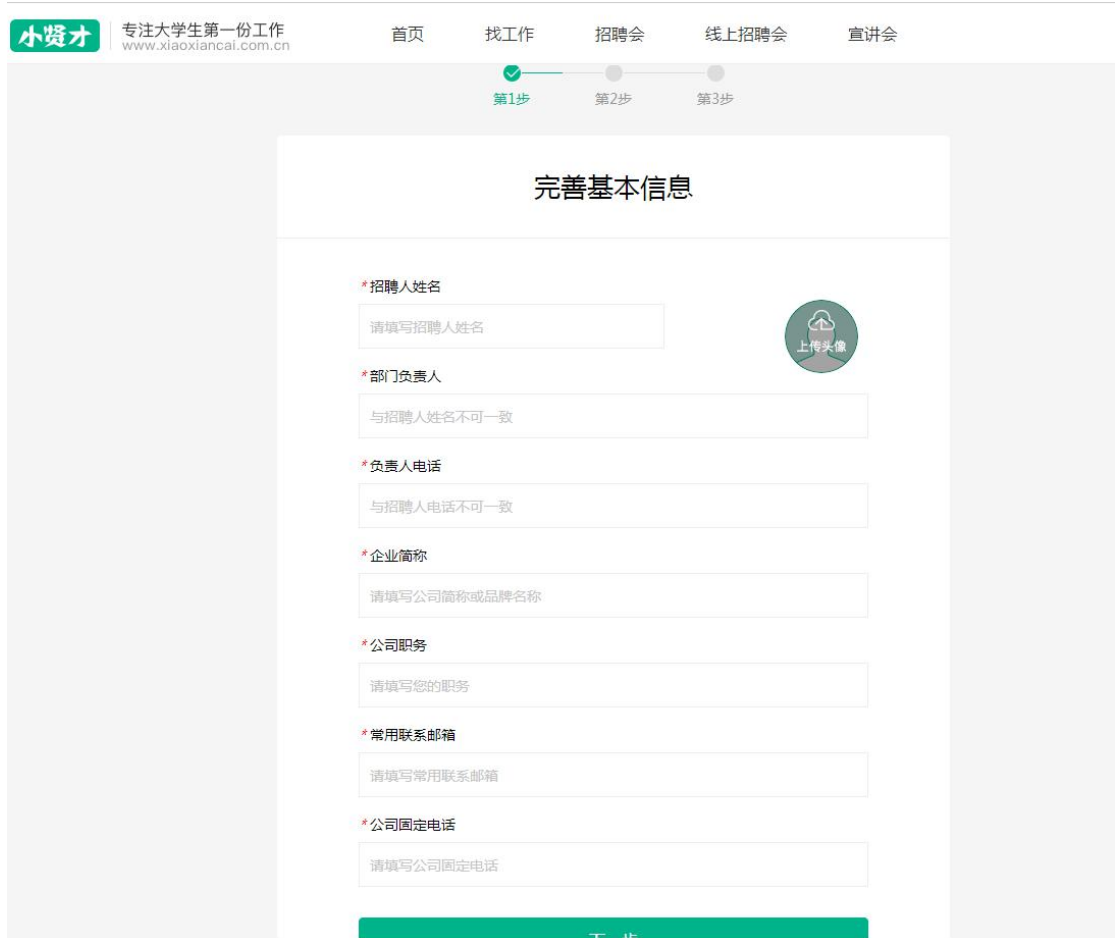 小贤才
专注大学生第一份工作
www.xiaoxiancai.com.cn
首页 找工作 招聘会 线上招聘会 宣讲会
第1步 第2步 第3步
完善基本信息
*招聘人姓名
请填写招聘人姓名
上传头像
*部门负责人
与招聘人姓名不可一致
*负责人电话
与招聘人电话不可一致
*企业简称
请填写公司简称或品牌名称
*公司职务
请填写您的职务
*常用联系邮箱
请填写常用联系邮箱
*公司固定电话
请填写公司固定电话
下一步